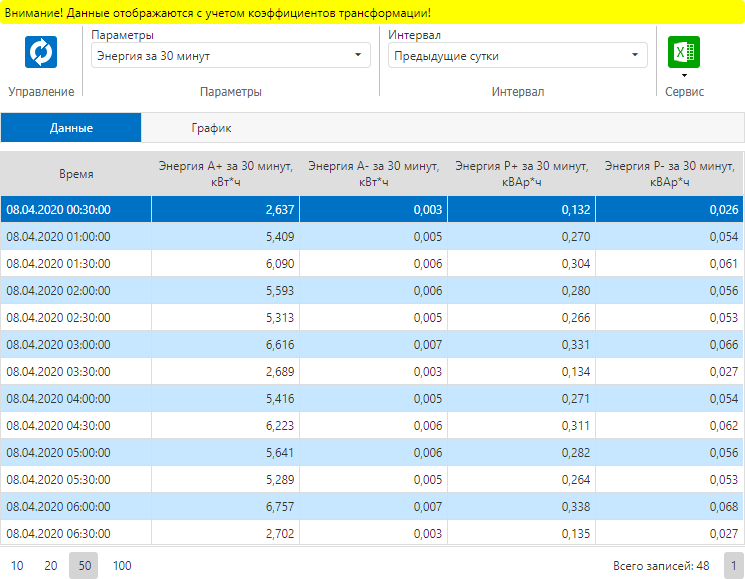 Внимание! Данные отображаются с учетом коэффициентов трансформации!
Параметры
Интервал
Энергия за 30 минут
Предыдущие сутки
Управление
Параметры
Интервал
Сервис
Данные
График
Время
Энергия A+ за 30 минут, кВт*ч
Энергия A- за 30 минут, кВт*ч
Энергия P+ за 30 минут, кВАр*ч
Энергия P- за 30 минут, кВАр*ч
08.04.2020 00:30:00 2,637 0,003 0,132 0,026
08.04.2020 01:00:00 5,409 0,005 0,270 0,054
08.04.2020 01:30:00 6,090 0,006 0,304 0,061
08.04.2020 02:00:00 5,593 0,006 0,280 0,056
08.04.2020 02:30:00 5,313 0,005 0,266 0,053
08.04.2020 03:00:00 6,616 0,007 0,331 0,066
08.04.2020 03:30:00 2,689 0,003 0,134 0,027
08.04.2020 04:00:00 5,416 0,005 0,271 0,054
08.04.2020 04:30:00 6,223 0,006 0,311 0,062
08.04.2020 05:00:00 5,641 0,006 0,282 0,056
08.04.2020 05:30:00 5,289 0,005 0,264 0,053
08.04.2020 06:00:00 6,757 0,007 0,338 0,068
08.04.2020 06:30:00 2,702 0,003 0,135 0,027
10 20 50 100
Всего записей: 48 1